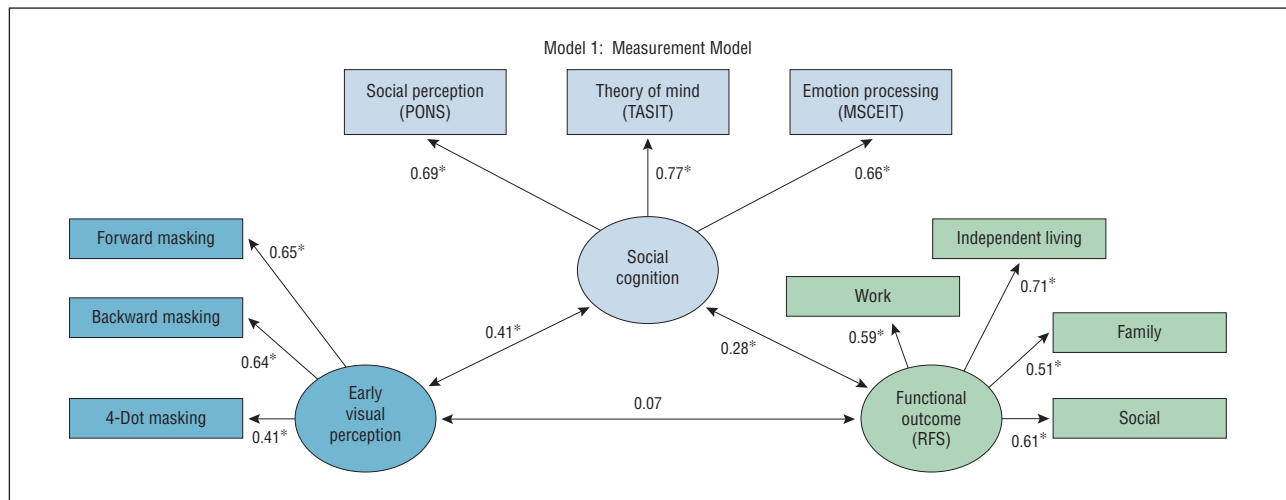 Model 1: Measurement Model
Social perception
(PONS)
Theory of mind
(TASIT)
Emotion processing
(MSCEIT)
0.69*
0.77*
0.66*
Forward masking
0.65*
Backward masking
0.64*
4-Dot masking
0.41*
Early
visual
perception
Social
cognition
0.41*
0.28*
0.07
Independent living
0.71*
Work
0.59*
Family
0.51*
Social
0.61*
Functional
outcome
(RFS)